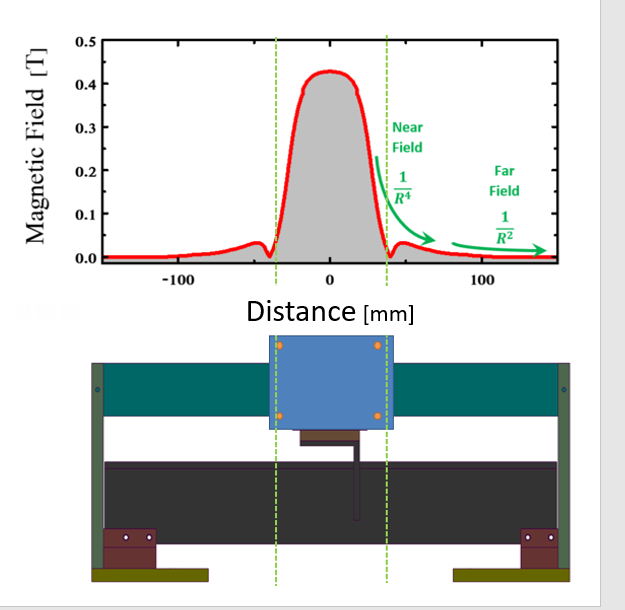 Magnetic Field [T]
0.5
0.4
0.3
0.2
0.1
0.0
-100
0
100
Near
Field
1
R⁴
Far
Field
1
R²
Distance [mm]